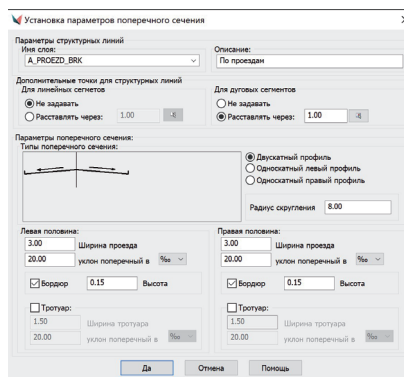 Установка параметров поперечного сечения
Параметры структурных линий
Имя слоя: Описание:
A_PROEZD_BRK По проездам
Дополнительные точки для структурных линий
Для линейных сегметов Для дуговых сегментов
Не задавать Не задавать
Расставлять через: 1.00 Расставлять через: 1.00
Параметры поперечного сечения:
Типы поперечного сечения:
Двускатный профиль
Односкатный левый профиль
Односкатный правый профиль
Радиус скругления 8.00
Левая половина: Правая половина:
3.00 Ширина проезда 3.00 Ширина проезда
20.00 уклон поперечный в ‰ 20.00 уклон поперечный в ‰
Бордюр 0.15 Высота Бордюр 0.15 Высота
Тротуар: Тротуар:
1.50 Ширина тротуара 1.50 Ширина тротуара
20.00 уклон поперечный в ‰ 20.00 уклон поперечный в ‰
Да Отмена Помощь